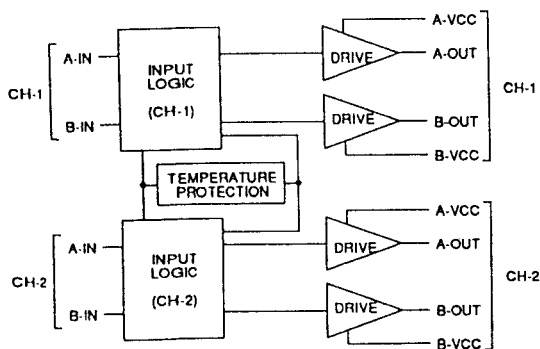 A-VCC
A-IN
INPUT
LOGIC
(CH-1)
DRIVE
A-OUT
CH-1
CH-1
B-IN
DRIVE
B-OUT
B-VCC
TEMPERATURE
PROTECTION
A-VCC
A-IN
INPUT
LOGIC
(CH-2)
DRIVE
A-OUT
CH-2
CH-2
B-IN
DRIVE
B-OUT
B-VCC